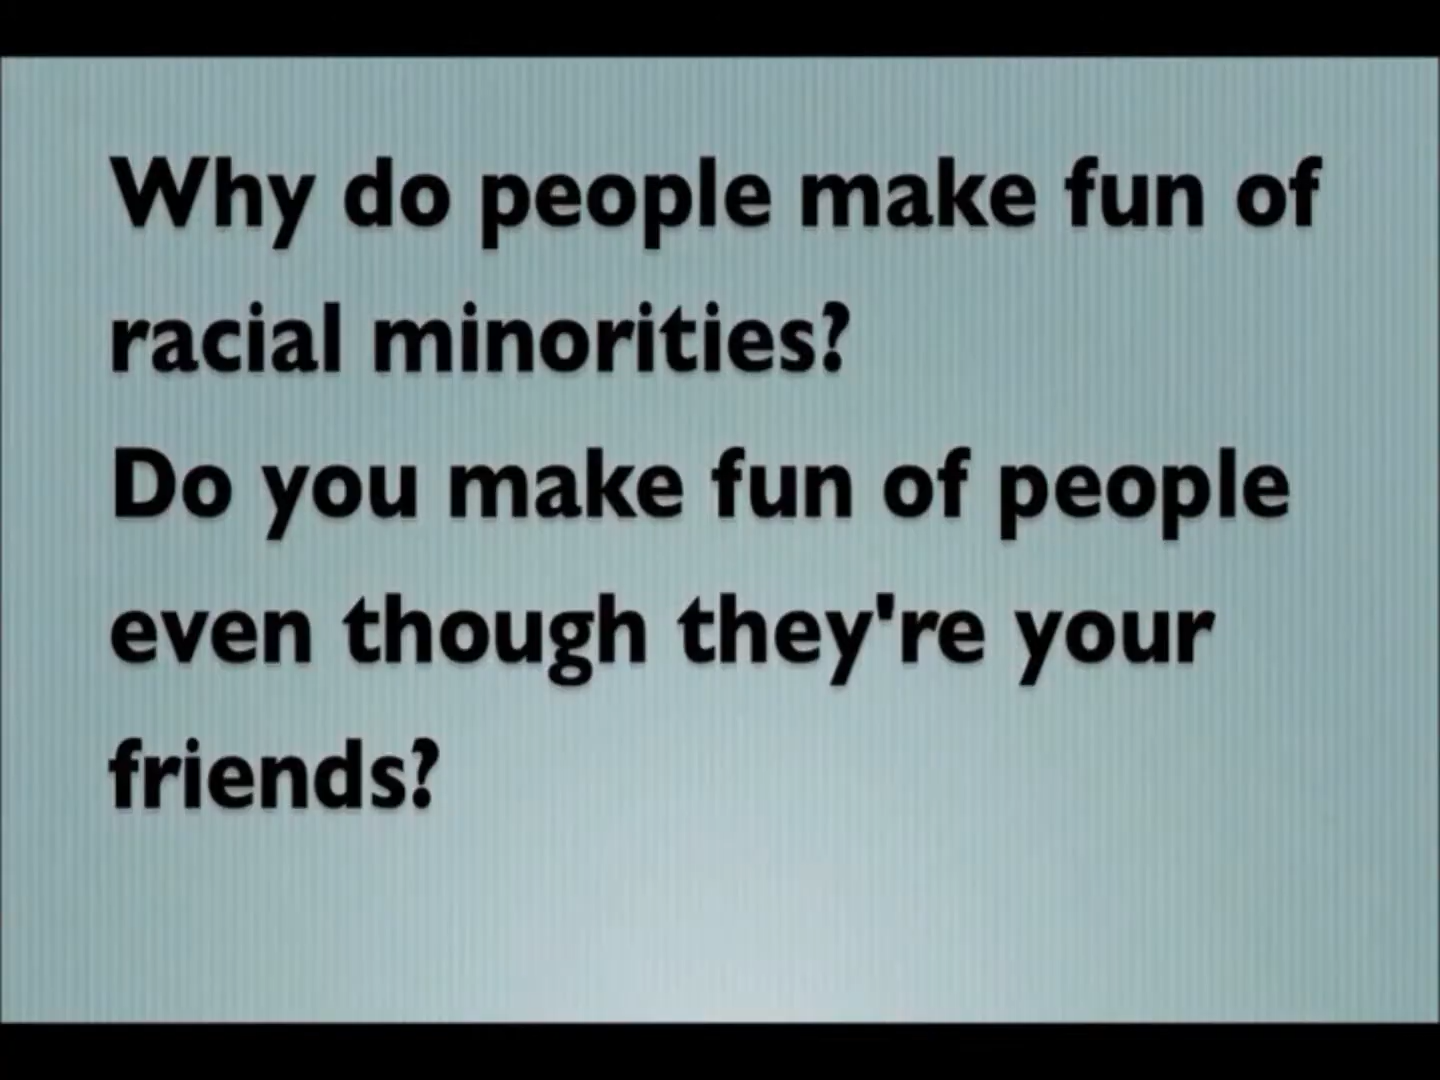 Why do people make fun of
racial minorities?
Do you make fun of people
even though they're your
friends?